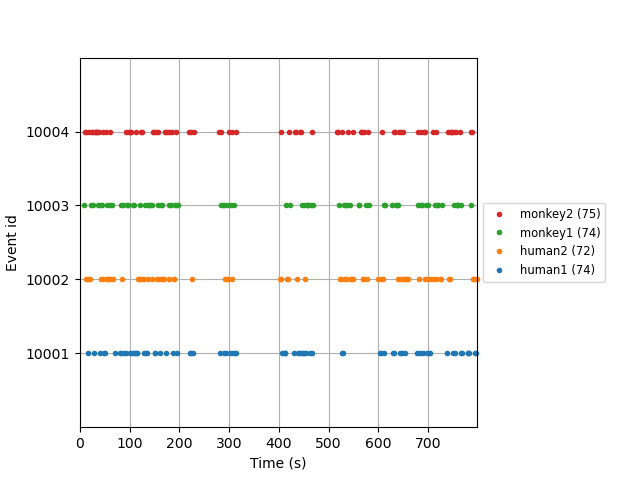 10004
10003
10002
10001
Event id
0 100 200 300 400 500 600 700
Time (s)
monkey2 (75)
monkey1 (74)
human2 (72)
human1 (74)